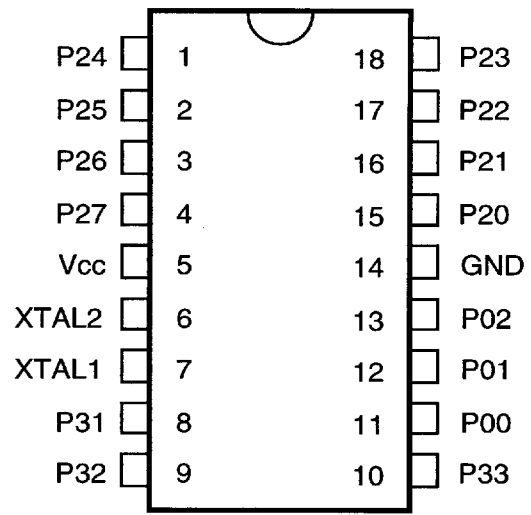 P24 1 18 P23
P25 2 17 P22
P26 3 16 P21
P27 4 15 P20
Vcc 5 14 GND
XTAL2 6 13 P02
XTAL1 7 12 P01
P31 8 11 P00
P32 9 10 P33